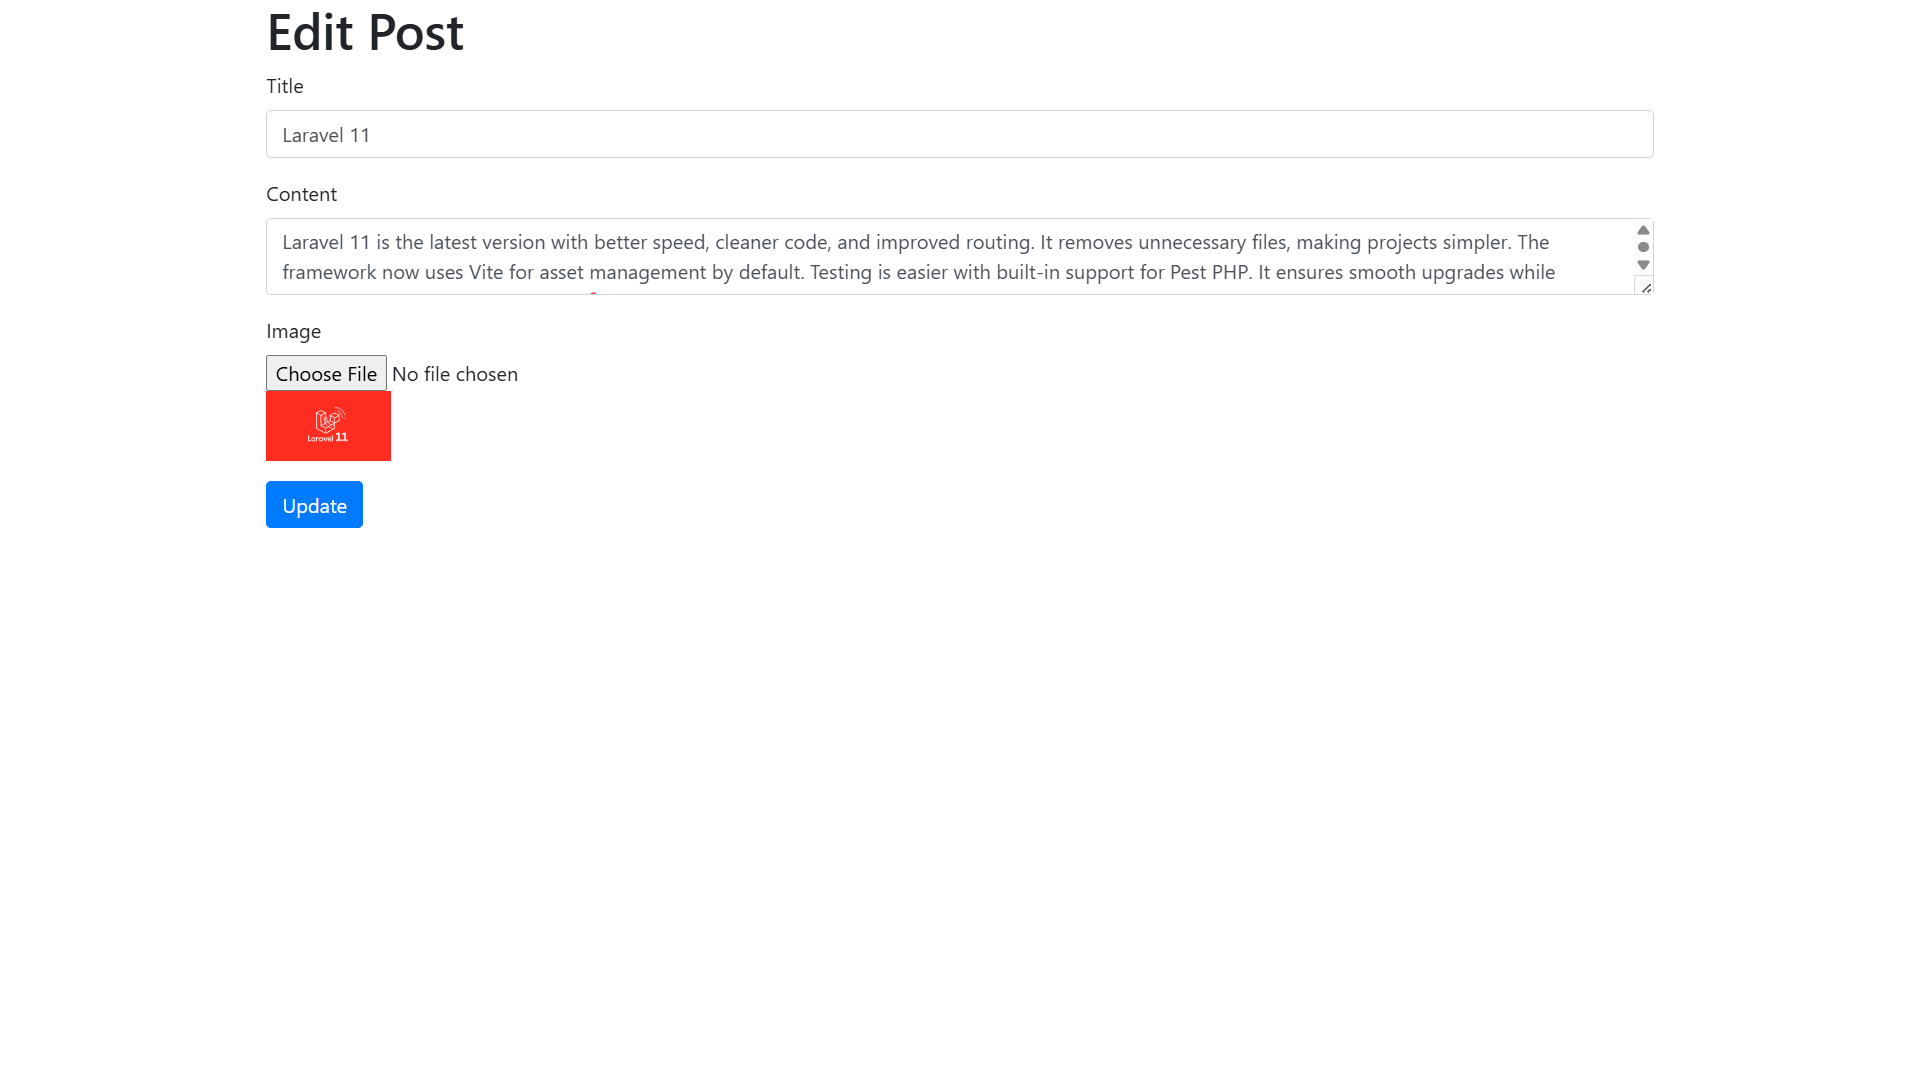 Edit Post
Title
Laravel 11
Content
Laravel 11 is the latest version with better speed, cleaner code, and improved routing. It removes unnecessary files, making projects simpler. The
framework now uses Vite for asset management by default. Testing is easier with built-in support for Pest PHP. It ensures smooth upgrades while
Image
Choose File No file chosen
Laravel 11
Update